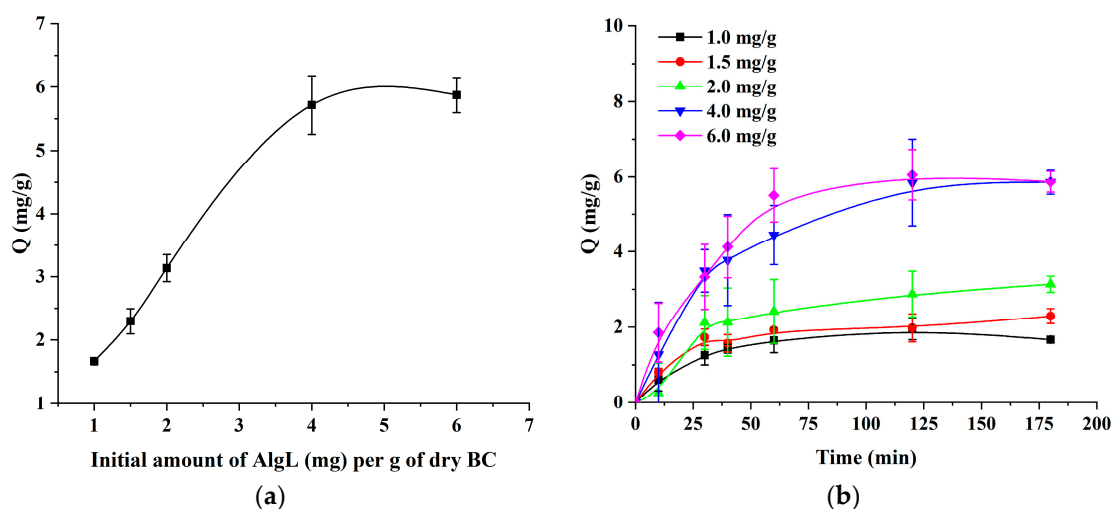 7
6
5
4
3
2
1
Q (mg/g)
1 2 3 4 5 6 7
Initial amount of AlgL (mg) per g of dry BC
(a)
1.0 mg/g
1.5 mg/g
2.0 mg/g
4.0 mg/g
6.0 mg/g
10
8
6
4
2
0
Q (mg/g)
0 25 50 75 100 125 150 175 200
Time (min)
(b)